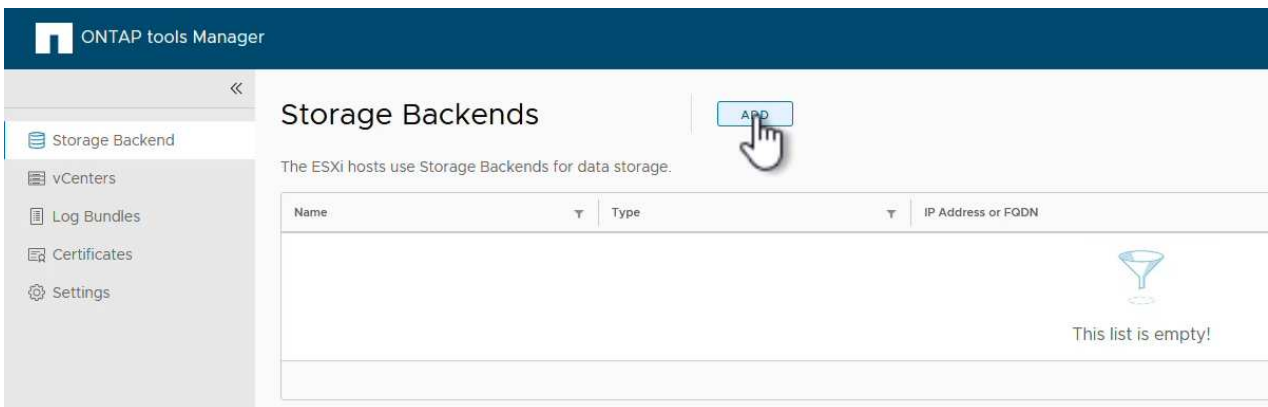 ONTAP tools Manager
Storage Backends
ADD
Storage Backend
The ESXi hosts use Storage Backends for data storage.
vCenters
Log Bundles
Name Type IP Address or FQDN
Certificates
Settings
This list is empty!